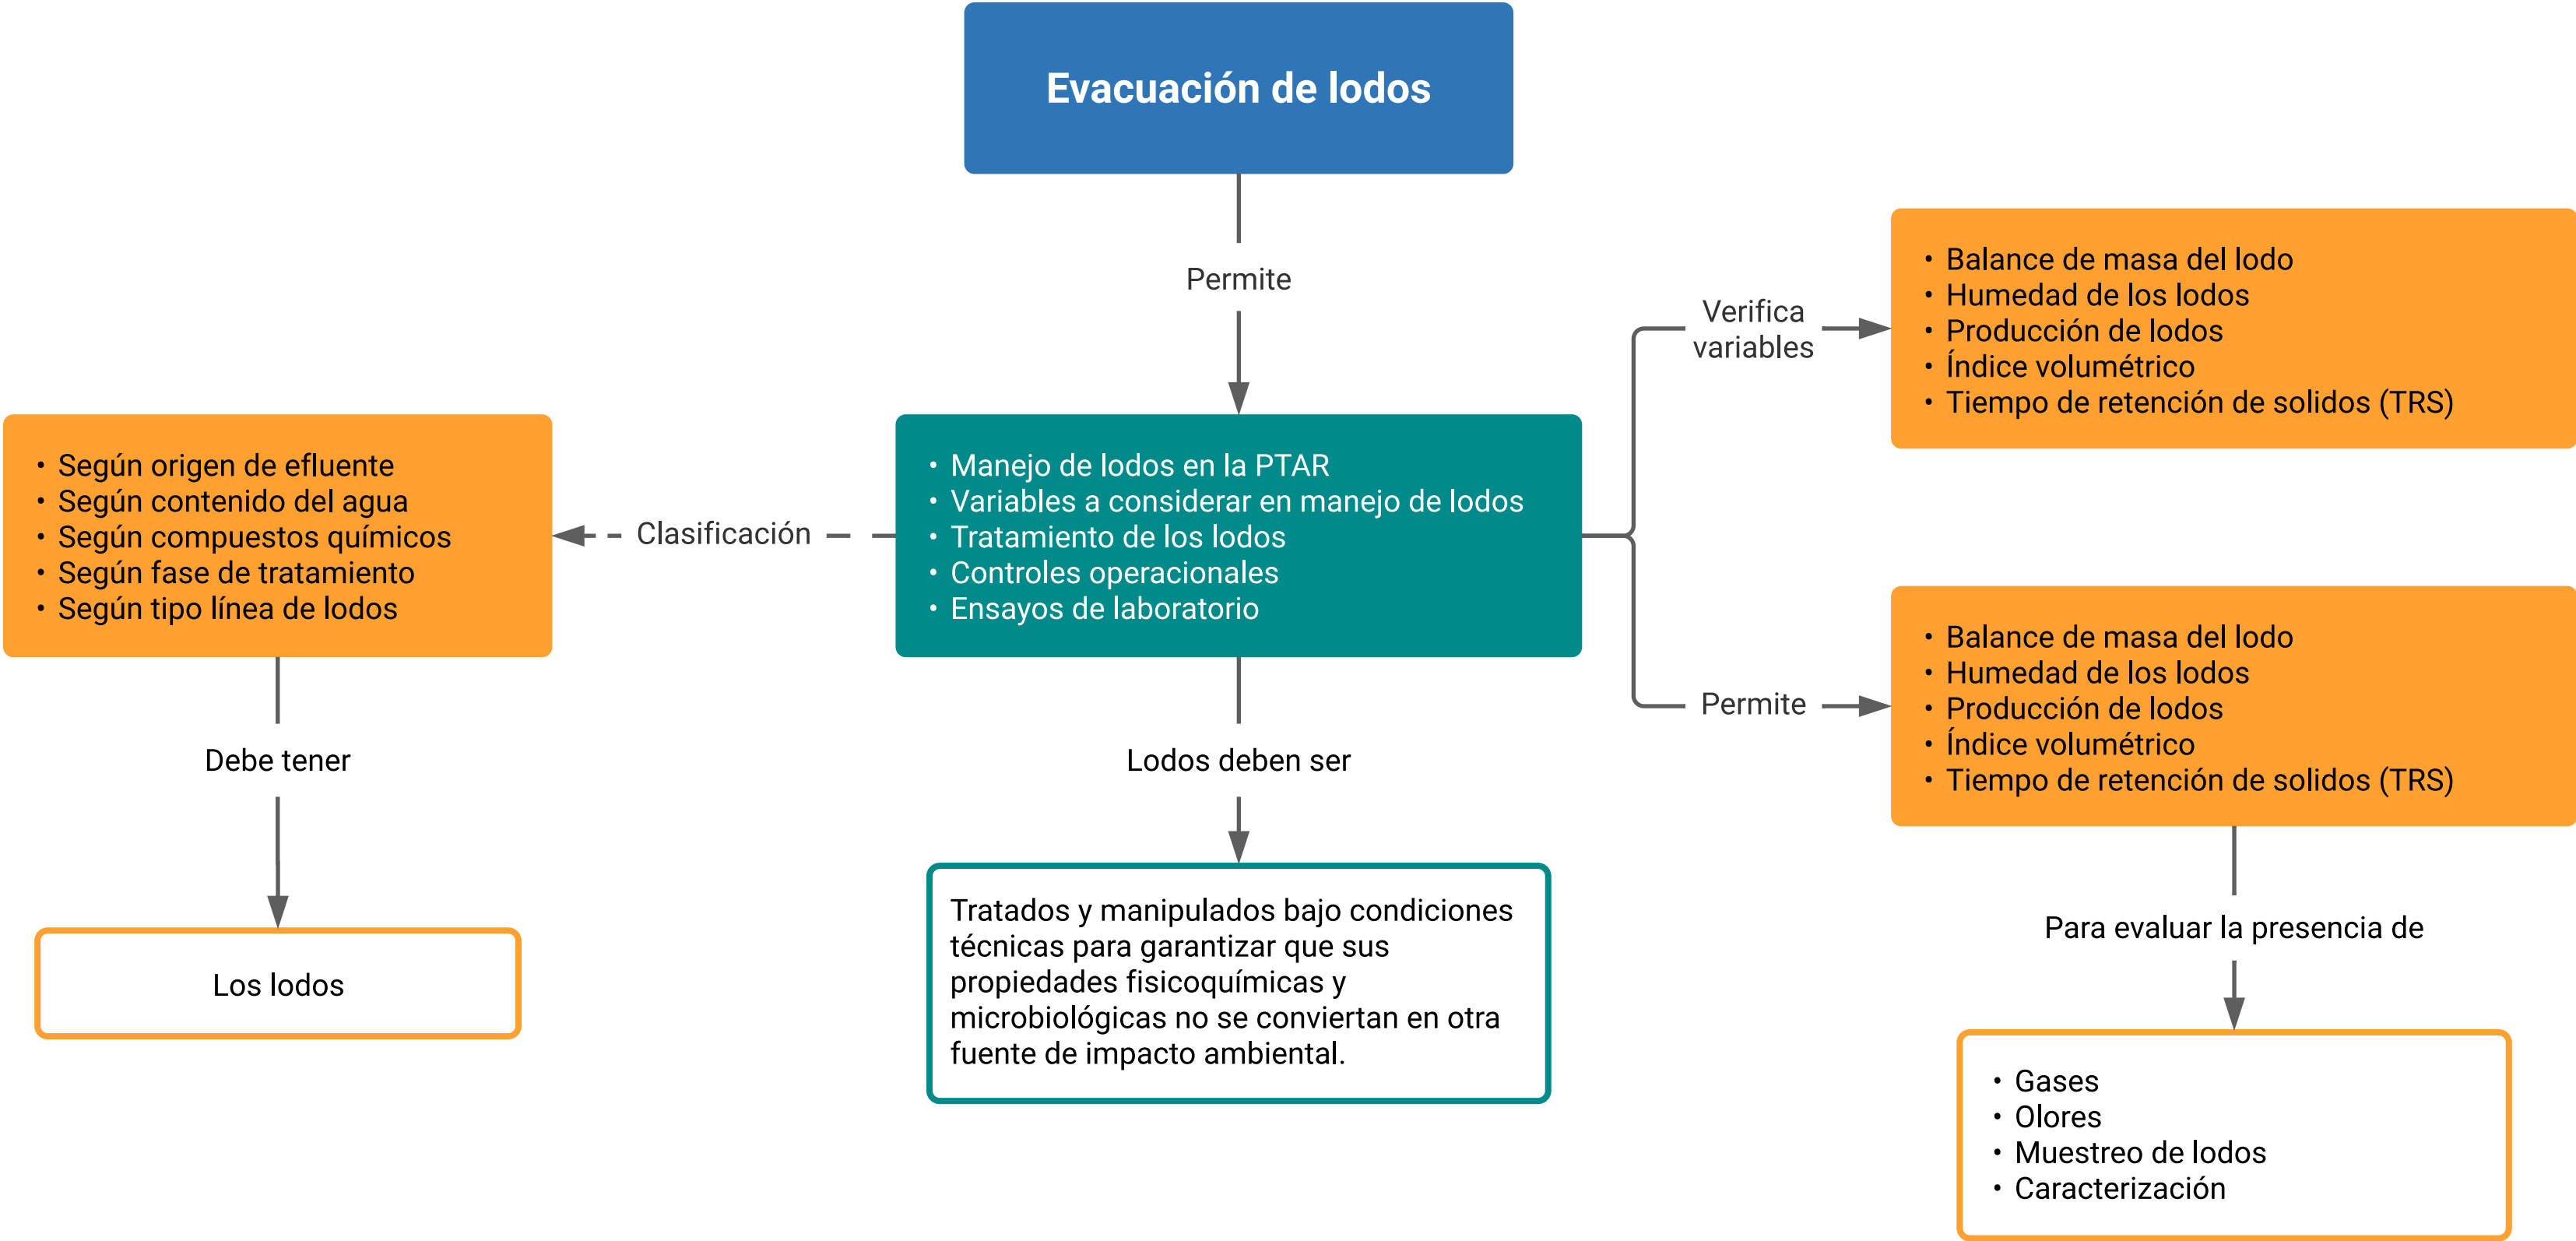 Evacuación de lodos
Permite
Verifica
variables
• Balance de masa del lodo
• Humedad de los lodos
• Producción de lodos
• Índice volumétrico
• Tiempo de retención de solidos (TRS)
• Según origen de efluente
• Según contenido del agua
• Según compuestos químicos
• Según fase de tratamiento
• Según tipo línea de lodos
Clasificación
• Manejo de lodos en la PTAR
• Variables a considerar en manejo de lodos
• Tratamiento de los lodos
• Controles operacionales
• Ensayos de laboratorio
Permite
• Balance de masa del lodo
• Humedad de los lodos
• Producción de lodos
• Índice volumétrico
• Tiempo de retención de solidos (TRS)
Debe tener
Lodos deben ser
Para evaluar la presencia de
Los lodos
Tratados y manipulados bajo condiciones
técnicas para garantizar que sus
propiedades fisicoquímicas y
microbiológicas no se conviertan en otra
fuente de impacto ambiental.
• Gases
• Olores
• Muestreo de lodos
• Caracterización